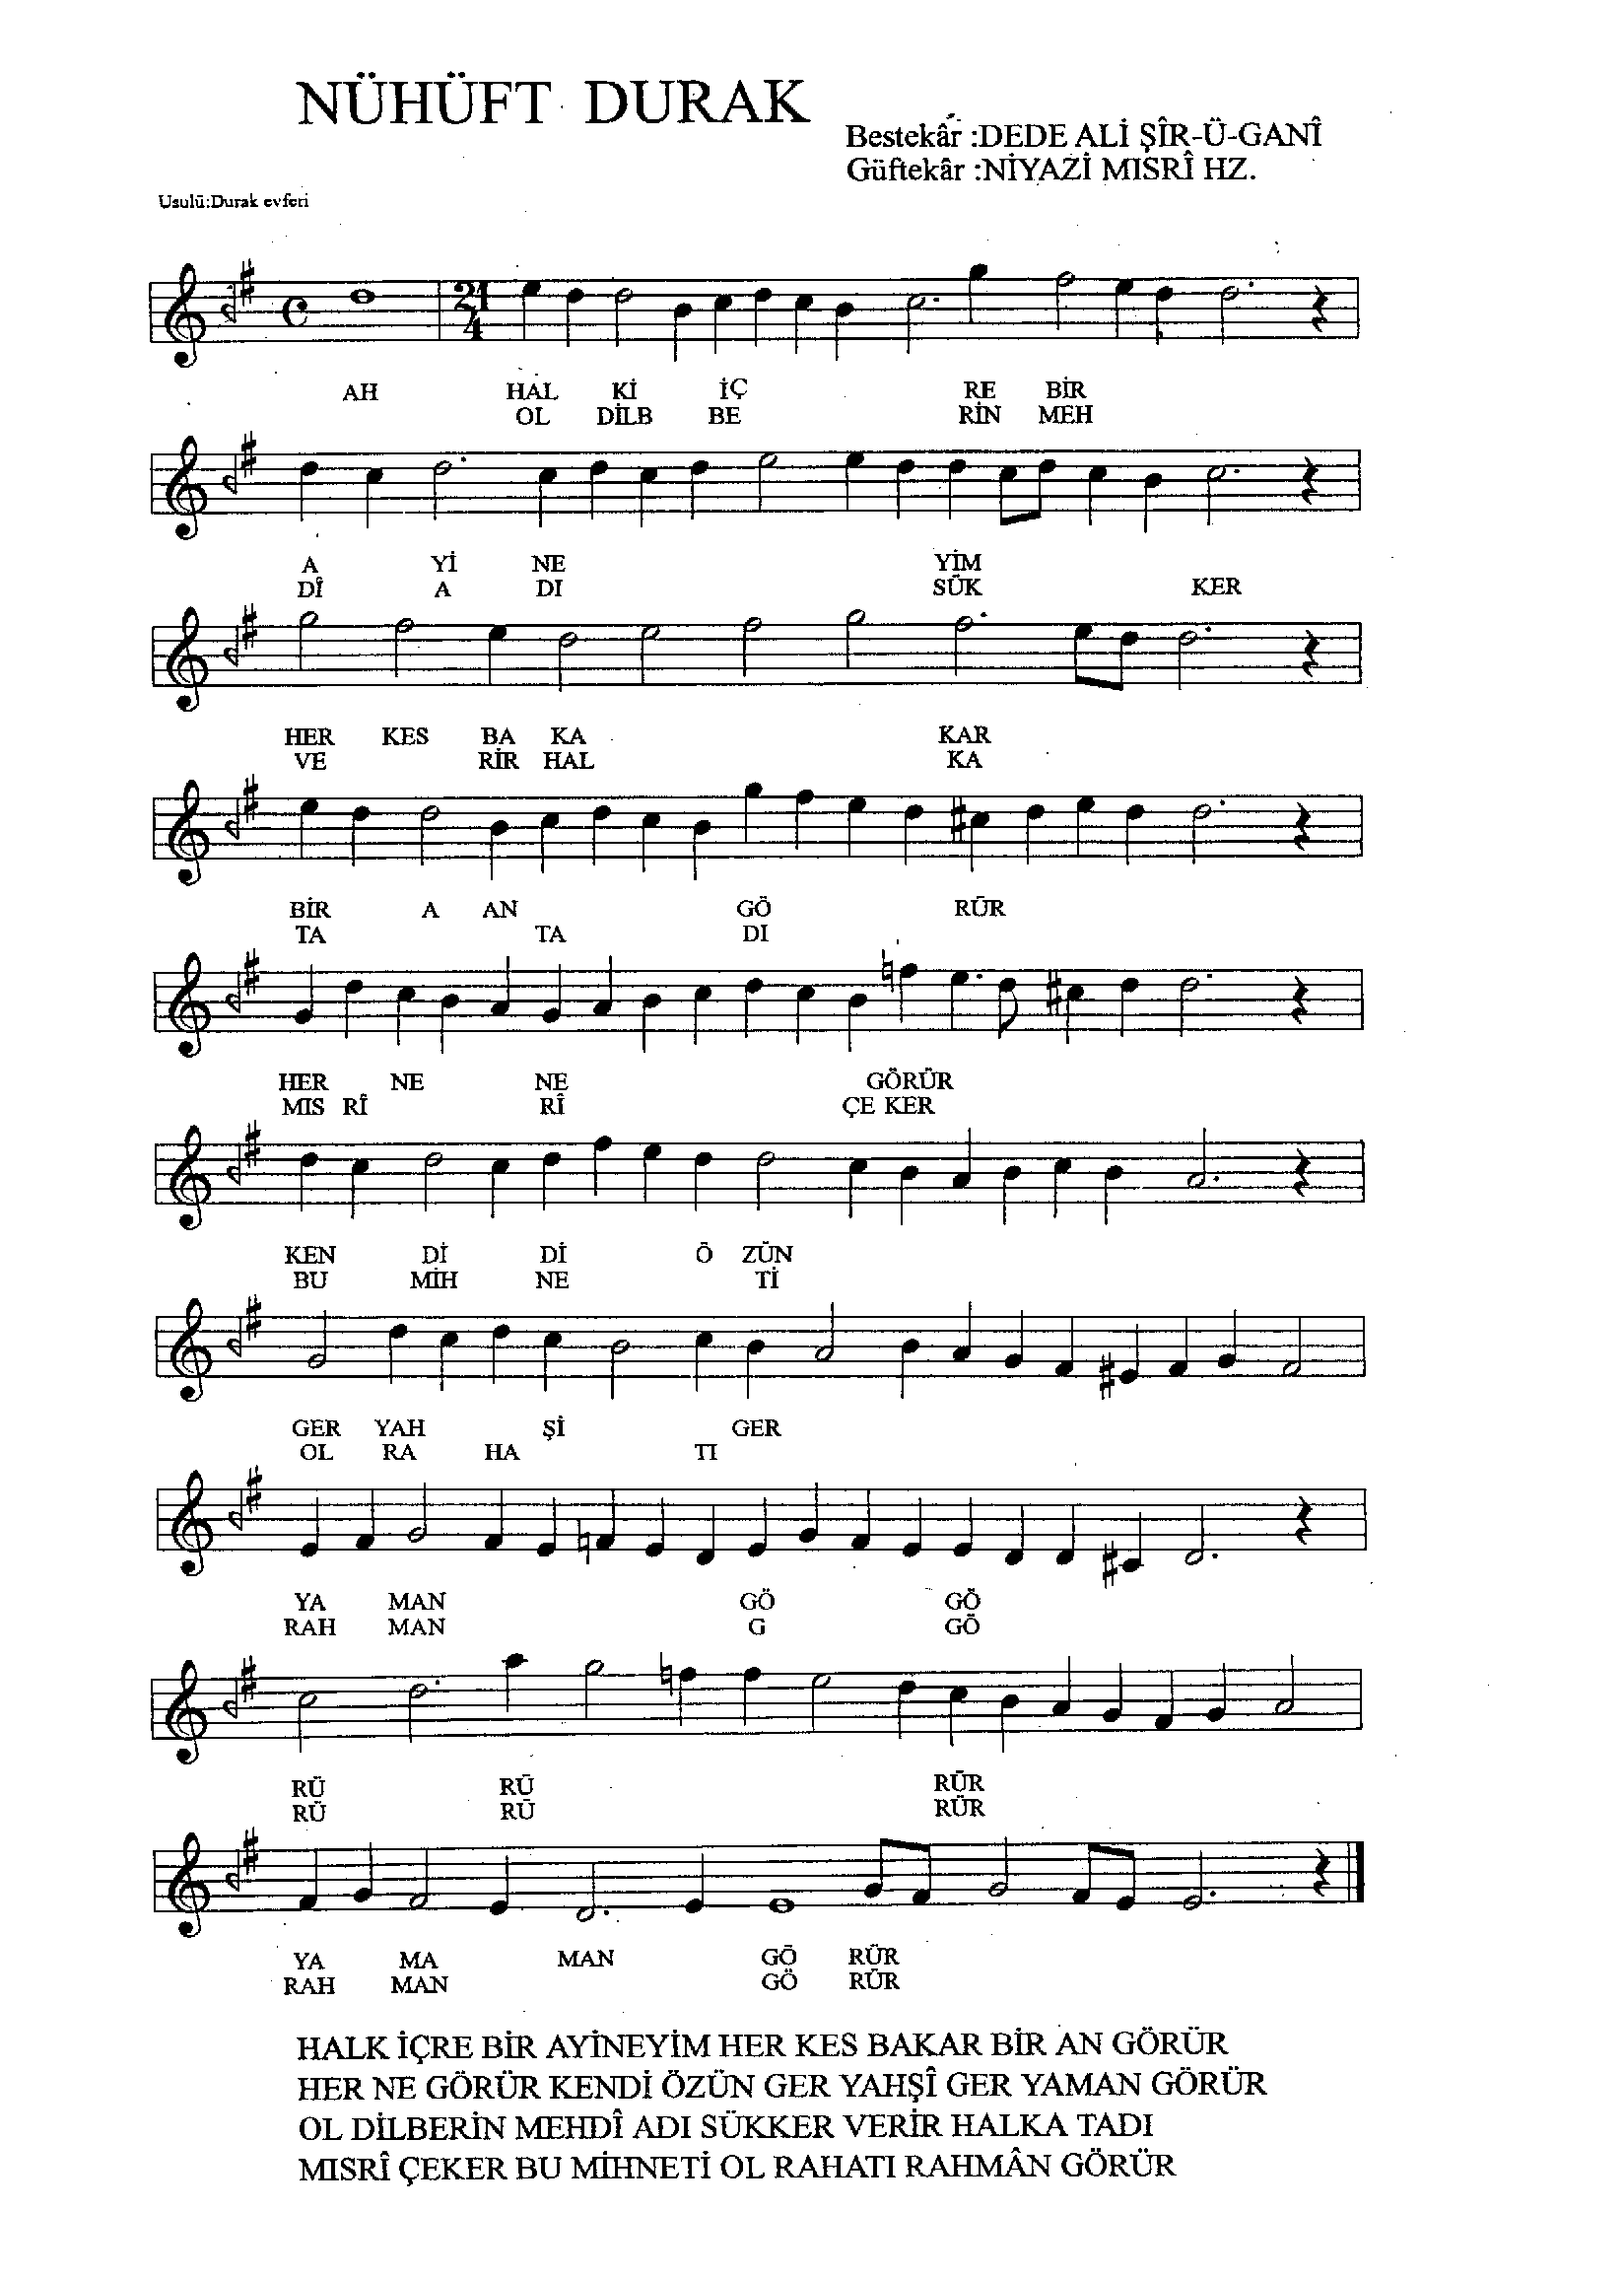 NÜHÜFT DURAK
Bestekâr :DEDE ALİ ŞÎR-Ü-GANÎ
Güftekâr :NİYAZİ MISRÎ HZ.
Usulü:Durak evferi
21
4
AH HAL Kİ İÇ RE BİR
OL DİLB BE RİN MEH
A Yİ NE YİM
DÎ A DI SÜK KER
HER KES BA KA KAR
VE RİR HAL KA
BİR A AN GÖ RÜR
TA TA DI
HER NE NE GÖRÜR
MIS RÎ RÎ ÇE KER
KEN Dİ Dİ Ö ZÜN
BU MİH NE Tİ
GER YAH Şİ GER
OL RA HA TI
YA MAN GÖ GÖ
RAH MAN G GÖ
RÜ RÜ RÜR
RÜ RÜ RÜR
YA MA MAN GÖ RÜR
RAH MAN GÖ RÜR
HALK İÇRE BİR AYİNEYİM HER KES BAKAR BİR AN GÖRÜR
HER NE GÖRÜR KENDİ ÖZÜN GER YAHŞÎ GER YAMAN GÖRÜR
OL DİLBERİN MEHDÎ ADI SÜKKER VERİR HALKA TADI
MISRÎ ÇEKER BU MİHNETİ OL RAHATI RAHMÂN GÖRÜR